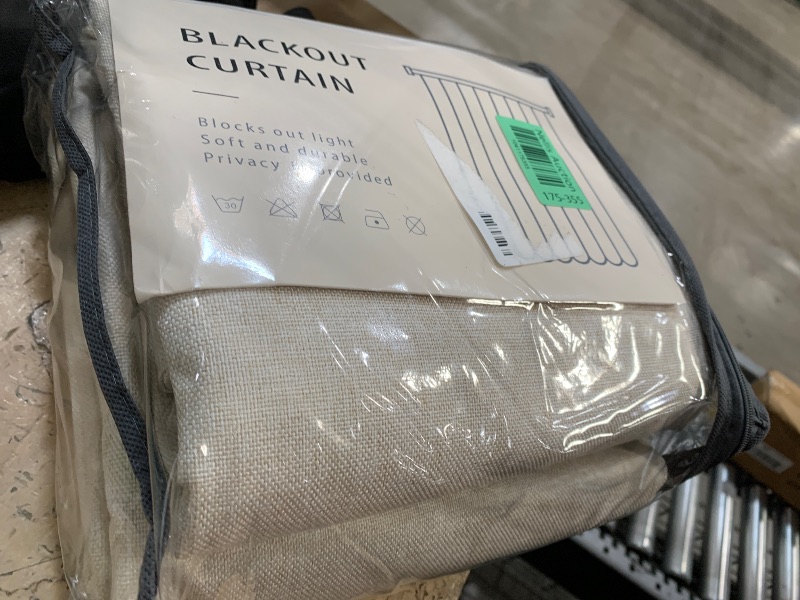 BLACKOUT
CURTAIN
Blocks out light
Soft and durable
Privacy provided
30
175-355